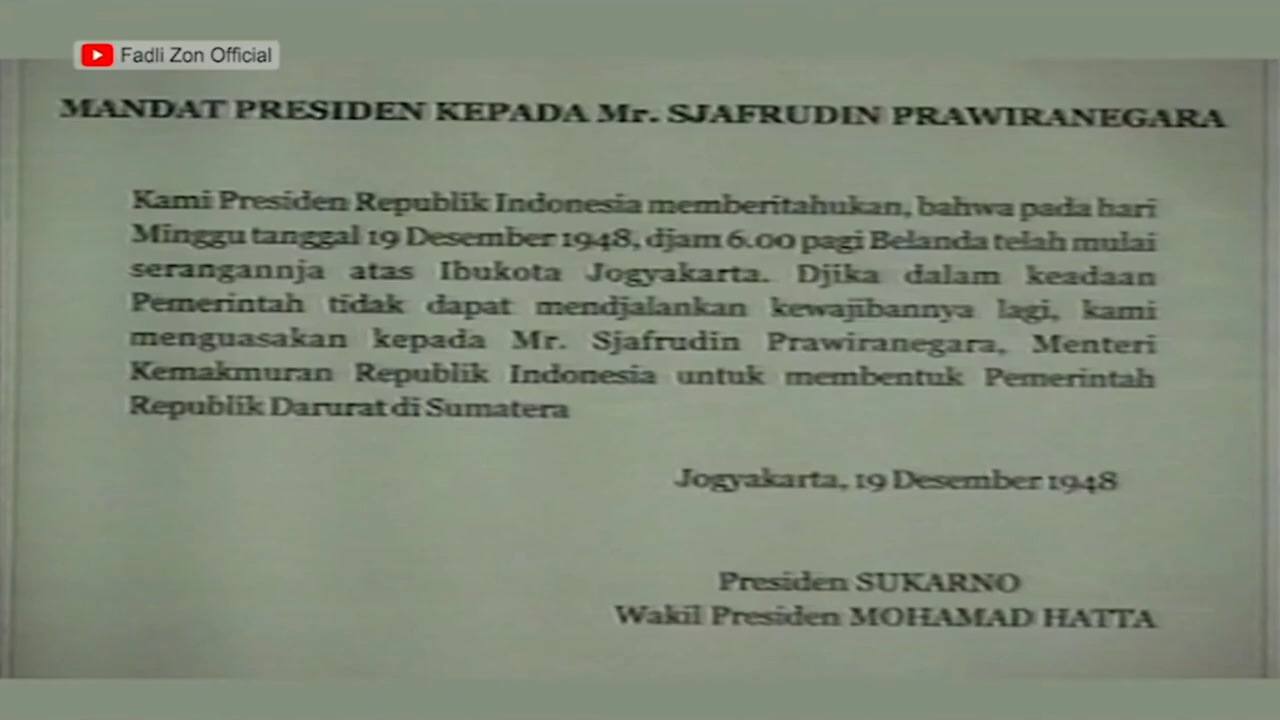 Fadli Zon Official
MANDAT PRESIDEN KEPADA Mr. SJAFRUDIN PRAWIRANEGARA
Kami Presiden Republik Indonesia memberitahukan, bahwa pada hari
Minggu tanggal 19 Desember 1948, djam 6.00 pagi Belanda telah mulai
serangannja atas Ibukota Jogyakarta. Djika dalam keadaan
Pemerintah tidak dapat mendjalankan kewajibannya lagi, kami
menguasakan kepada Mr. Sjafrudin Prawiranegara, Menteri
Kemakmuran Republik Indonesia untuk membentuk Pemerintah
Republik Darurat di Sumatera
Jogyakarta, 19 Desember 1948
Presiden SUKARNO
Wakil Presiden MOHAMAD HATTA